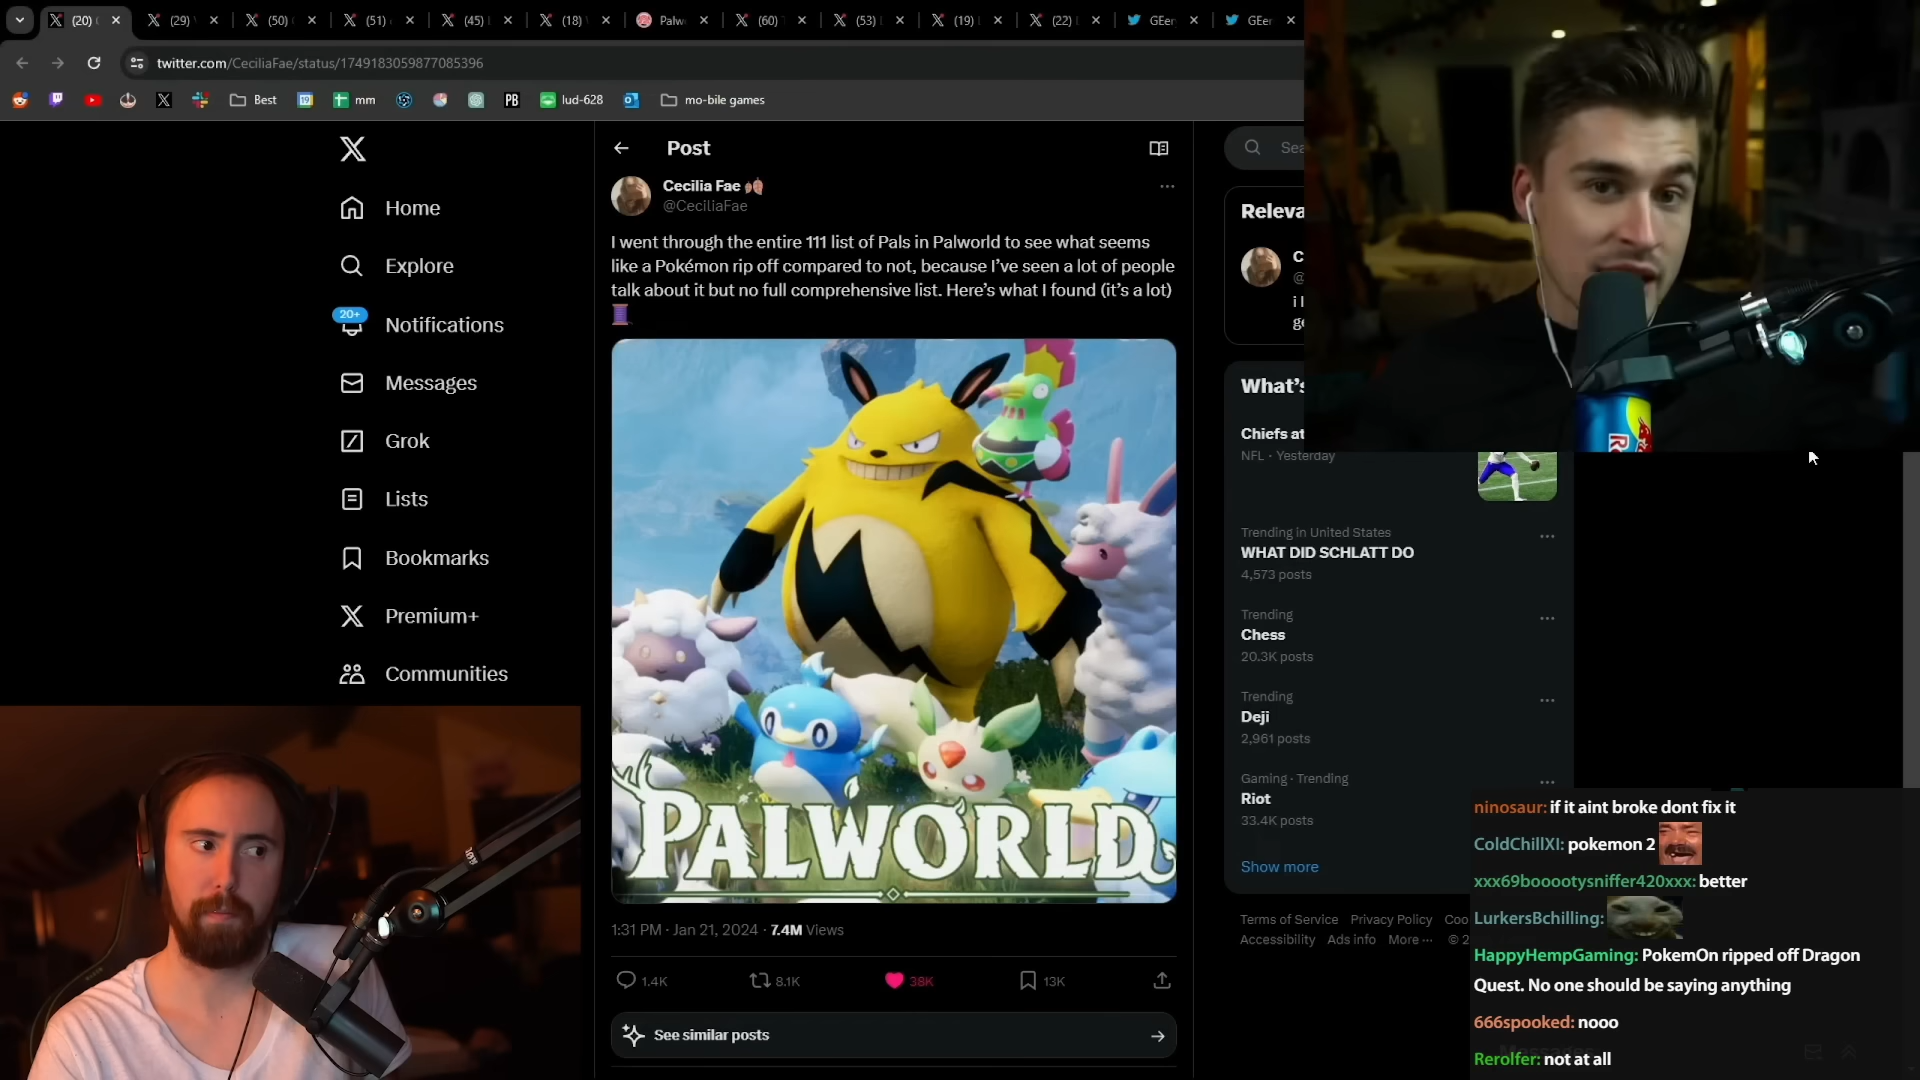 (20)
(29)
(50)
(51)
(45)
(18)
Palw
(60)
(53)
(19)
(22)
GEer
GEer
twitter.com/CeciliaFae/status/1749183059877085396
Best
19
mm
PB
lud-628
mo-bile games
Home
Explore
20+
Notifications
Messages
Grok
Lists
Bookmarks
Premium+
Communities
Post
Cecilia Fae
@CeciliaFae
I went through the entire 111 list of Pals in Palworld to see what seems
like a Pokémon rip off compared to not, because I've seen a lot of people
talk about it but no full comprehensive list. Here's what I found (it's a lot)
PALWORLD
1:31 PM · Jan 21, 2024 · 7.4M Views
1.4K
8.1K
38K
13K
See similar posts
Sea
Releva
C
@
i l
ge
What's
Chiefs at
NFL · Yesterday
Trending in United States
WHAT DID SCHLATT DO
4,573 posts
Trending
Chess
20.3K posts
Trending
Deji
2,961 posts
Gaming · Trending
Riot
33.4K posts
Show more
Terms of Service Privacy Policy Coo
Accessibility Ads info More ··· © 2
ninosaur: if it aint broke dont fix it
ColdChillXI: pokemon 2
xxx69booootysniffer420xxx: better
LurkersBchilling:
HappyHempGaming: PokemOn ripped off Dragon
Quest. No one should be saying anything
666spooked: nooo
Rerolfer: not at all